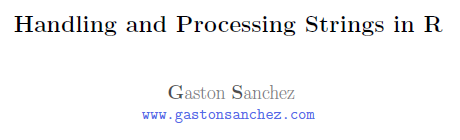 Handling and Processing Strings in R
Gaston Sanchez
www.gastonsanchez.com